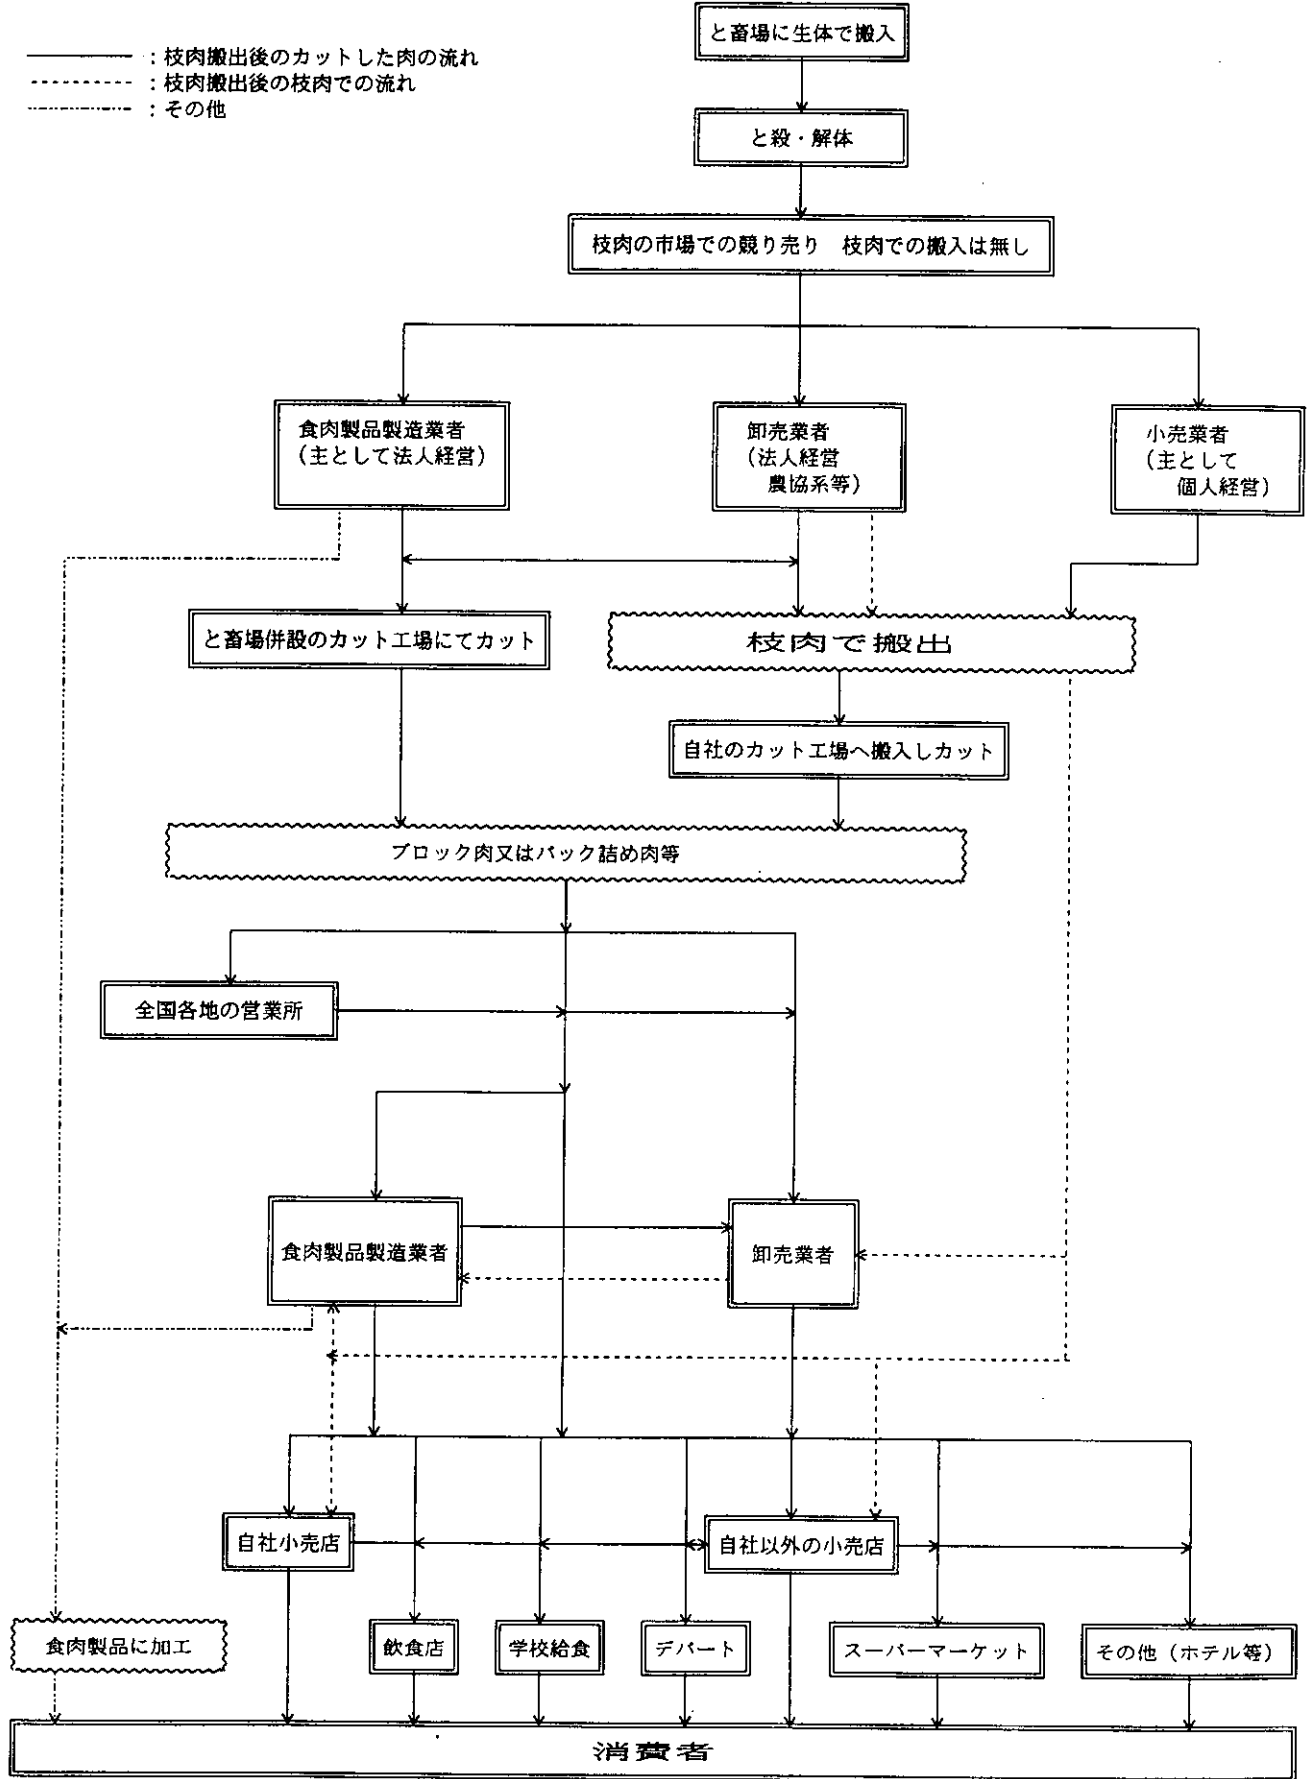 と畜場に生体で搬入
：枝肉搬出後のカットした肉の流れ
：枝肉搬出後の枝肉での流れ
：その他
と殺・解体
枝肉の市場での競り売り　枝肉での搬入は無し
食肉製品製造業者
（主として法人経営）
卸売業者
（法人経営
農協系等）
小売業者
（主として
個人経営）
と畜場併設のカット工場にてカット
枝肉で搬出
自社のカット工場へ搬入しカット
ブロック肉又はパック詰め肉等
全国各地の営業所
食肉製品製造業者
卸売業者
自社小売店
自社以外の小売店
食肉製品に加工
飲食店
学校給食
デパート
スーパーマーケット
その他（ホテル等）
消費者